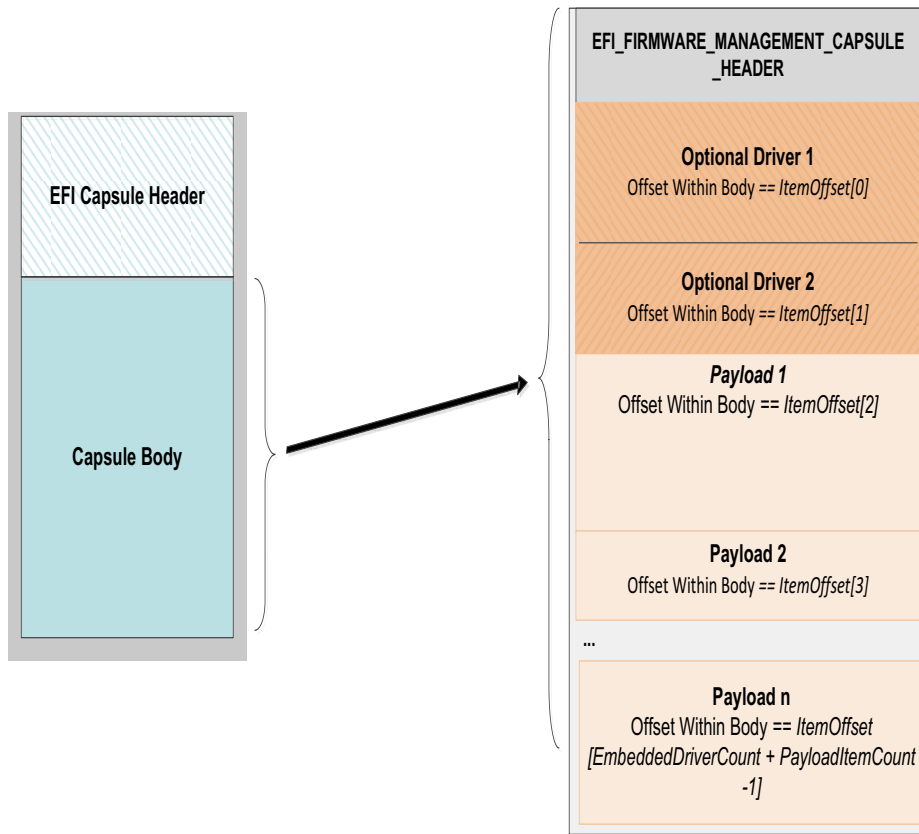 EFI Capsule Header
Capsule Body
EFI_FIRMWARE_MANAGEMENT_CAPSULE
_HEADER
Optional Driver 1
Offset Within Body == ItemOffset[0]
Optional Driver 2
Offset Within Body == ItemOffset[1]
Payload 1
Offset Within Body == ItemOffset[2]
Payload 2
Offset Within Body == ItemOffset[3]
...
Payload n
Offset Within Body == ItemOffset
[EmbeddedDriverCount + PayloadItemCount
-1]